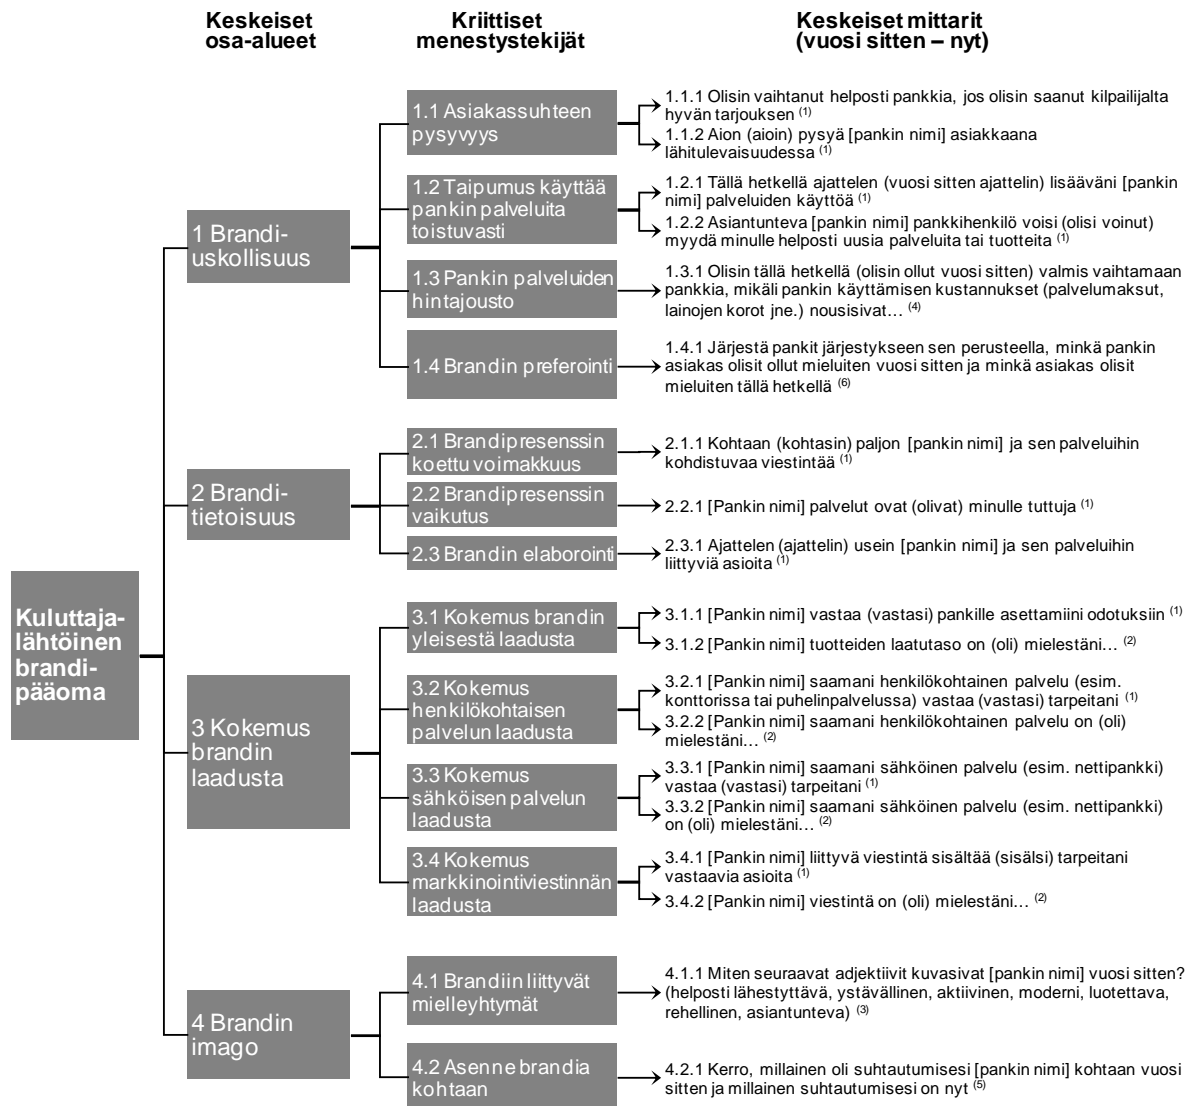 Keskeiset
osa-alueet
Kriittiset
menestystekijät
Keskeiset mittarit
(vuosi sitten – nyt)
Kuluttaja-
lähtöinen
brandi-
pääoma
1 Brandi-
uskollisuus
1.1 Asiakassuhteen
pysyvyys
1.1.1 Olisin vaihtanut helposti pankkia, jos olisin saanut kilpailijalta
hyvän tarjouksen (1)
1.1.2 Aion (aioin) pysyä [pankin nimi] asiakkaana
lähitulevaisuudessa (1)
1.2 Taipumus käyttää
pankin palveluita
toistuvasti
1.2.1 Tällä hetkellä ajattelen (vuosi sitten ajattelin) lisääväni [pankin
nimi] palveluiden käyttöä (1)
1.2.2 Asiantunteva [pankin nimi] pankkihenkilö voisi (olisi voinut)
myydä minulle helposti uusia palveluita tai tuotteita (1)
1.3 Pankin palveluiden
hintajousto
1.3.1 Olisin tällä hetkellä (olisin ollut vuosi sitten) valmis vaihtamaan
pankkia, mikäli pankin käyttämisen kustannukset (palvelumaksut,
lainojen korot jne.) nousisivat… (4)
1.4 Brandin preferointi
1.4.1 Järjestä pankit järjestykseen sen perusteella, minkä pankin
asiakas olisit ollut mieluiten vuosi sitten ja minkä asiakas olisit
mieluiten tällä hetkellä (6)
2 Brandi-
tietoisuus
2.1 Brandipresenssin
koettu voimakkuus
2.1.1 Kohtaan (kohtasin) paljon [pankin nimi] ja sen palveluihin
kohdistuvaa viestintää (1)
2.2 Brandipresenssin
vaikutus
2.2.1 [Pankin nimi] palvelut ovat (olivat) minulle tuttuja (1)
2.3 Brandin elaborointi
2.3.1 Ajattelen (ajattelin) usein [pankin nimi] ja sen palveluihin
liittyviä asioita (1)
3 Kokemus
brandin
laadusta
3.1 Kokemus brandin
yleisestä laadusta
3.1.1 [Pankin nimi] vastaa (vastasi) pankille asettamiini odotuksiin (1)
3.1.2 [Pankin nimi] tuotteiden laatutaso on (oli) mielestäni… (2)
3.2 Kokemus
henkilökohtaisen
palvelun laadusta
3.2.1 [Pankin nimi] saamani henkilökohtainen palvelu (esim.
konttorissa tai puhelinpalvelussa) vastaa (vastasi) tarpeitani (1)
3.2.2 [Pankin nimi] saamani henkilökohtainen palvelu on (oli)
mielestäni… (2)
3.3 Kokemus
sähköisen palvelun
laadusta
3.3.1 [Pankin nimi] saamani sähköinen palvelu (esim. nettipankki)
vastaa (vastasi) tarpeitani (1)
3.3.2 [Pankin nimi] saamani sähköinen palvelu (esim. nettipankki)
on (oli) mielestäni… (2)
3.4 Kokemus
markkinointiviestinnän
laadusta
3.4.1 [Pankin nimi] liittyvä viestintä sisältää (sisälsi) tarpeitani
vastaavia asioita (1)
3.4.2 [Pankin nimi] viestintä on (oli) mielestäni… (2)
4 Brandin
imago
4.1 Brandiin liittyvät
mielleyhtymät
4.1.1 Miten seuraavat adjektiivit kuvasivat [pankin nimi] vuosi sitten?
(helposti lähestyttävä, ystävällinen, aktiivinen, moderni, luotettava,
rehellinen, asiantunteva) (3)
4.2 Asenne brandia
kohtaan
4.2.1 Kerro, millainen oli suhtautumisesi [pankin nimi] kohtaan vuosi
sitten ja millainen suhtautumisesi on nyt (5)